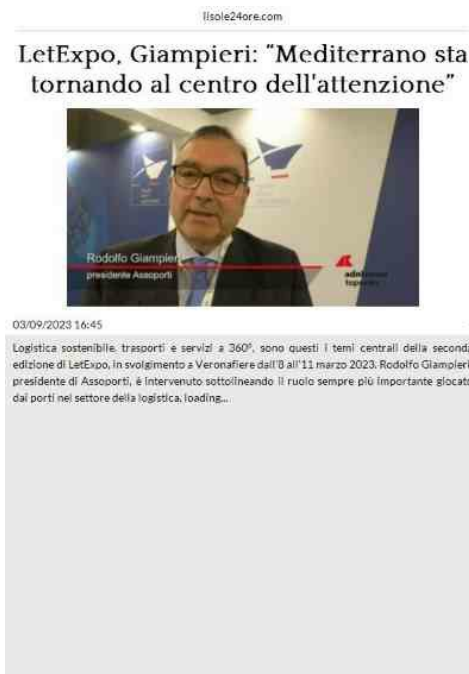 ilsole24ore.com
LetExpo, Giampieri: “Mediterrano sta
tornando al centro dell'attenzione”
Rodolfo Giampieri
presidente Assoporti
03/09/2023 16:45
Logistica sostenibile, trasporti e servizi a 360°, sono questi i temi centrali della seconda
edizione di LetExpo, in svolgimento a Veronafiere dall'8 all'11 marzo 2023. Rodolfo Giampieri,
presidente di Assoporti, è intervenuto sottolineando il ruolo sempre più importante giocato
dai porti nel settore della logistica. loading...